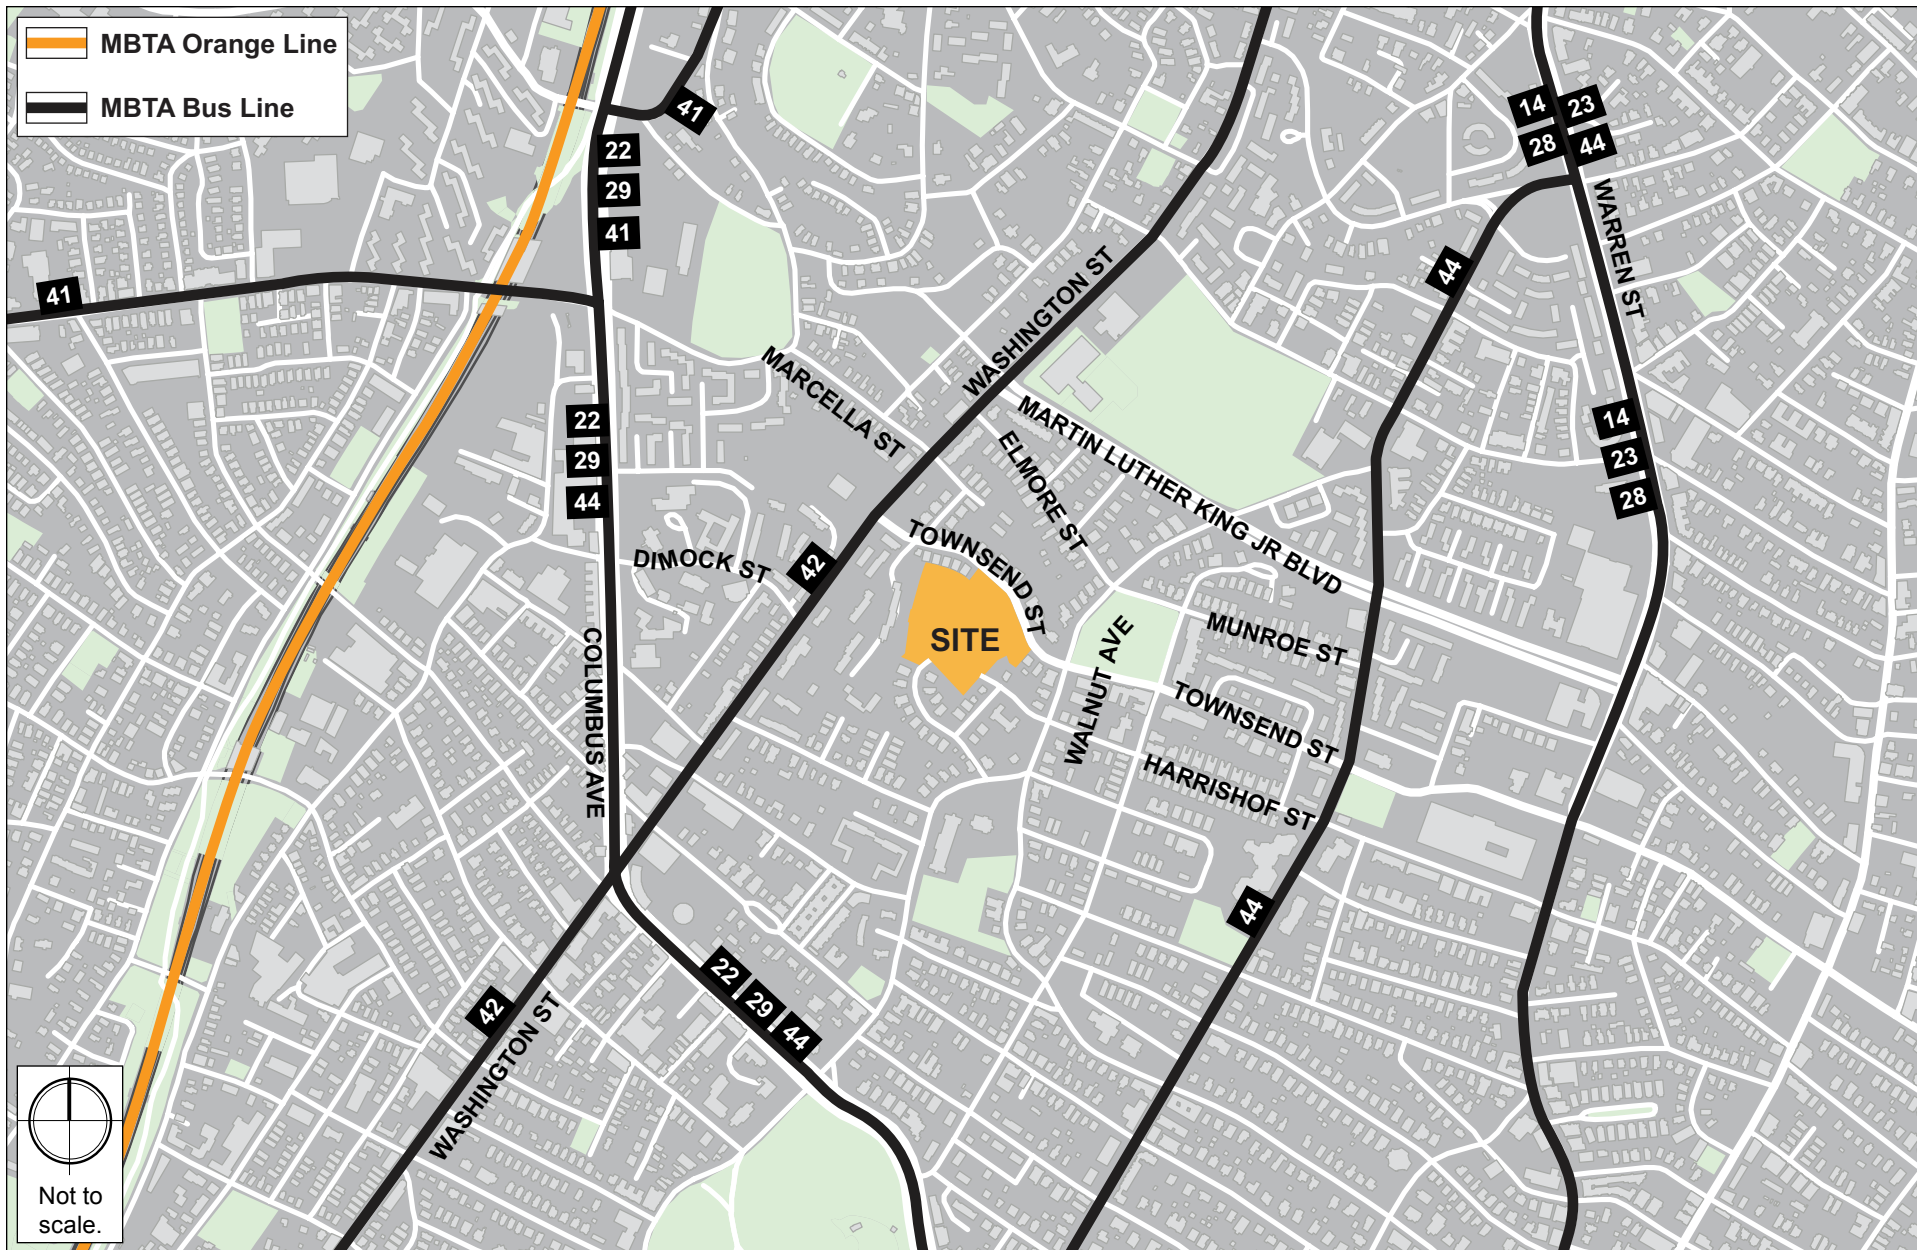 MBTA Orange Line
MBTA Bus Line
41
22
29
41
14
23
28
44
WARREN ST
44
41
WASHINGTON ST
MARCELLA ST
MARTIN LUTHER KING JR BLVD
ELMORE ST
22
29
44
14
23
28
DIMOCK ST
42
TOWNSEND ST
SITE
MUNROE ST
WALNUT AVE
TOWNSEND ST
COLUMBUS AVE
HARRISHOF ST
44
22
29
44
42
WASHINGTON ST
Not to
scale.